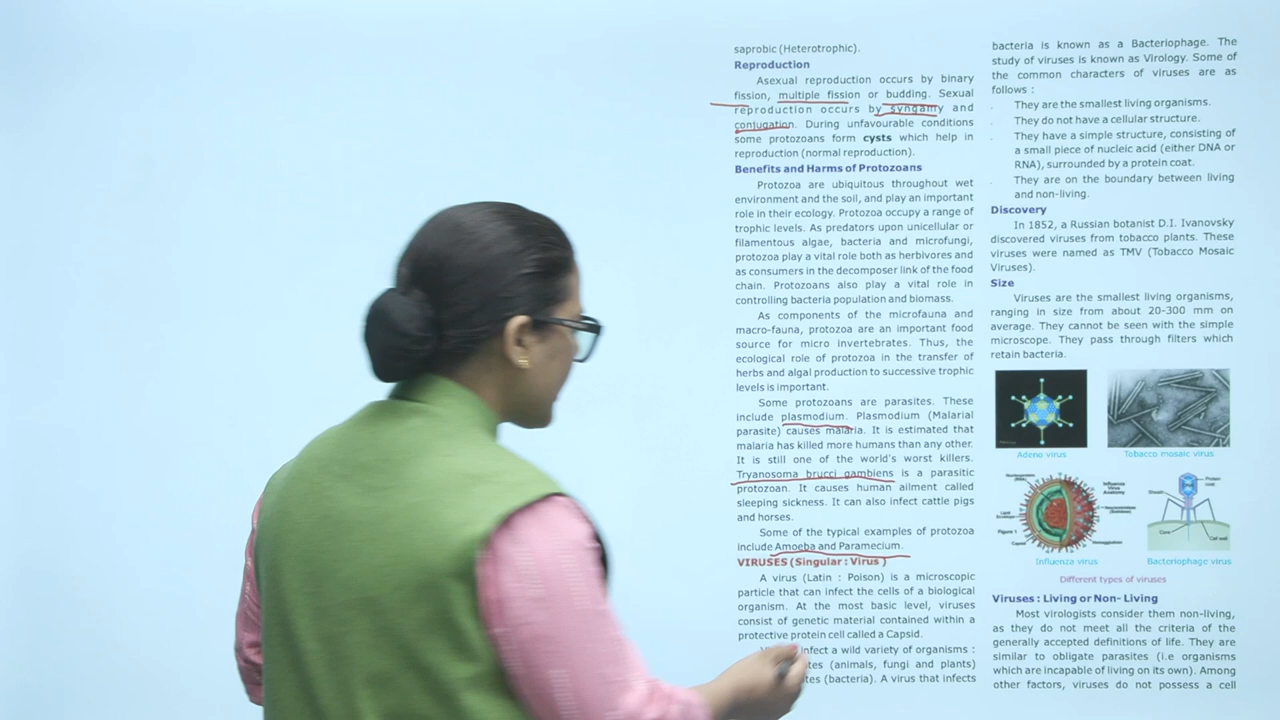 saprobic (Heterotrophic).
Reproduction
Asexual reproduction occurs by binary
fission, multiple fission or budding. Sexual
reproduction occurs by syngamy and
conjugation. During unfavourable conditions
some protozoans form cysts which help in
reproduction (normal reproduction).
Benefits and Harms of Protozoans
Protozoa are ubiquitous throughout wet
environment and the soil, and play an important
role in their ecology. Protozoa occupy a range of
trophic levels. As predators upon unicellular or
filamentous algae, bacteria and microfungi,
protozoa play a vital role both as herbivores and
as consumers in the decomposer link of the food
chain. Protozoans also play a vital role in
controlling bacteria population and biomass.
As components of the microfauna and
macro-fauna, protozoa are an important food
source for micro invertebrates. Thus, the
ecological role of protozoa in the transfer of
herbs and algal production to successive trophic
levels is important.
Some protozoans are parasites. These
include plasmodium. Plasmodium (Malarial
parasite) causes malaria. It is estimated that
malaria has killed more humans than any other.
It is still one of the world's worst killers.
Tryanosoma brucci gambiens is a parasitic
protozoan. It causes human ailment called
sleeping sickness. It can also infect cattle pigs
and horses.
Some of the typical examples of protozoa
include Amoeba and Paramecium.
VIRUSES (Singular : Virus )
A virus (Latin : Poison) is a microscopic
particle that can infect the cells of a biological
organism. At the most basic level, viruses
consist of genetic material contained within a
protective protein cell called a Capsid.
infect a wild variety of organisms :
(animals, fungi and plants)
(bacteria). A virus that infects
bacteria is known as a Bacteriophage. The
study of viruses is known as Virology. Some of
the common characters of viruses are as
follows :
They are the smallest living organisms.
They do not have a cellular structure.
They have a simple structure, consisting of
a small piece of nucleic acid (either DNA or
RNA), surrounded by a protein coat.
They are on the boundary between living
and non-living.
Discovery
In 1852, a Russian botanist D.I. Ivanovsky
discovered viruses from tobacco plants. These
viruses were named as TMV (Tobacco Mosaic
Viruses).
Size
Viruses are the smallest living organisms,
ranging in size from about 20-300 mm on
average. They cannot be seen with the simple
microscope. They pass through filters which
retain bacteria.
Adeno virus
Tobacco mosaic virus
Influenza
Virus
Anatomy
Figure 1
Capsid
Protein
coat
Core
Cell wall
Influenza virus
Bacteriophage virus
Different types of viruses
Viruses : Living or Non- Living
Most virologists consider them non-living,
as they do not meet all the criteria of the
generally accepted definitions of life. They are
similar to obligate parasites (i.e organisms
which are incapable of living on its own). Among
other factors, viruses do not possess a cell